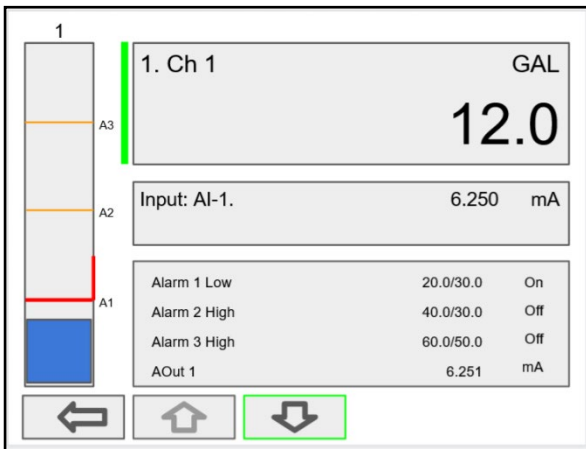 1
1. Ch 1 GAL
12.0
A3
Input: AI-1. 6.250 mA
A2
Alarm 1 Low 20.0/30.0 On
A1
Alarm 2 High 40.0/30.0 Off
Alarm 3 High 60.0/50.0 Off
AOut 1 6.251 mA